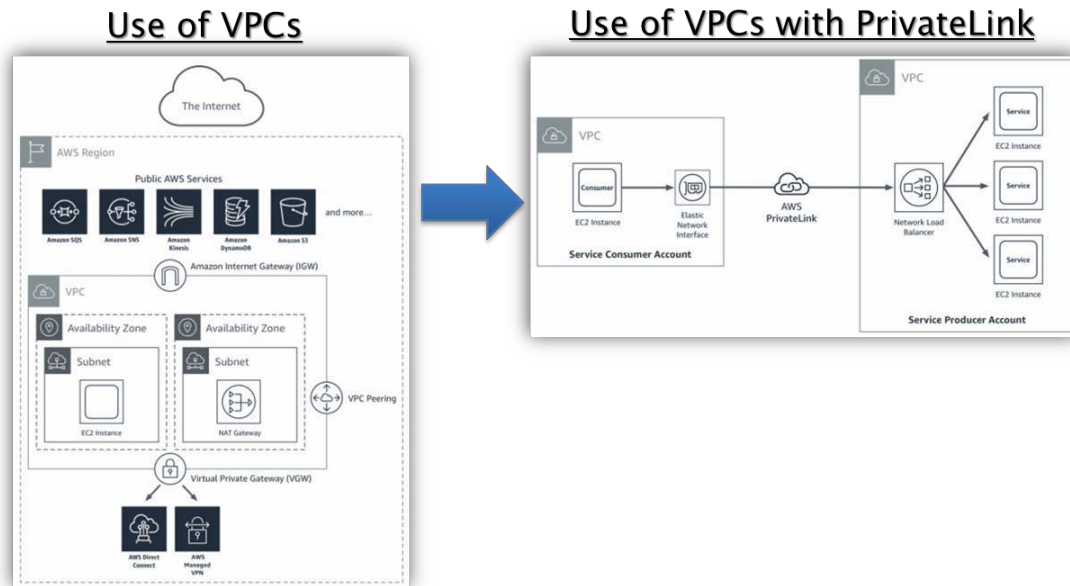 Use of VPCs
The Internet
AWS Region
Public AWS Services
Amazon SQS
Amazon SNS
Amazon
Kinesis
Amazon
DynamoDB
Amazon S3
and more...
Amazon Internet Gateway (IGW)
VPC
Availability Zone
Subnet
EC2 Instance
Availability Zone
Subnet
NAT Gateway
VPC Peering
Virtual Private Gateway (VGW)
AWS Direct
Connect
AWS
Managed
VPN
Use of VPCs with PrivateLink
VPC
Consumer
EC2 Instance
Elastic
Network
Interface
Service Consumer Account
AWS
PrivateLink
VPC
Network Load
Balancer
Service
EC2 Instance
Service
EC2 Instance
Service
EC2 Instance
Service Producer Account